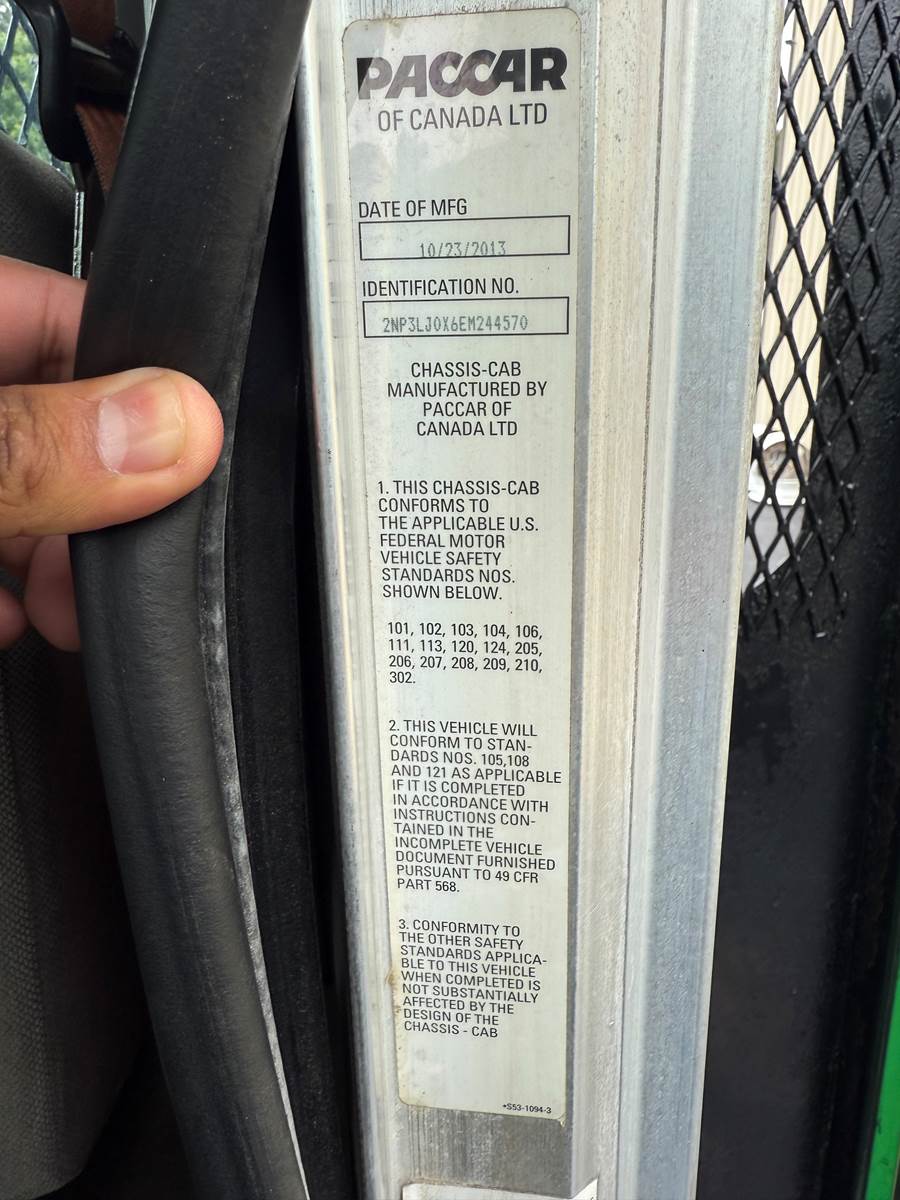 PACCAR
OF CANADA LTD
DATE OF MFG
10/23/2013
IDENTIFICATION NO.
2NP3LJ0X6EM244570
CHASSIS-CAB
MANUFACTURED BY
PACCAR OF
CANADA LTD
1. THIS CHASSIS-CAB
CONFORMS TO
THE APPLICABLE U.S.
FEDERAL MOTOR
VEHICLE SAFETY
STANDARDS NOS.
SHOWN BELOW.
101, 102, 103, 104, 106,
111, 113, 120, 124, 205,
206, 207, 208, 209, 210,
302.
2. THIS VEHICLE WILL
CONFORM TO STAN-
DARDS NOS. 105,108
AND 121 AS APPLICABLE
IF IT IS COMPLETED
IN ACCORDANCE WITH
INSTRUCTIONS CON-
TAINED IN THE
INCOMPLETE VEHICLE
DOCUMENT FURNISHED
PURSUANT TO 49 CFR
PART 568.
3. CONFORMITY TO
THE OTHER SAFETY
STANDARDS APPLICA-
BLE TO THIS VEHICLE
WHEN COMPLETED IS
NOT SUBSTANTIALLY
AFFECTED BY THE
DESIGN OF THE
CHASSIS - CAB
+S53-1094-3